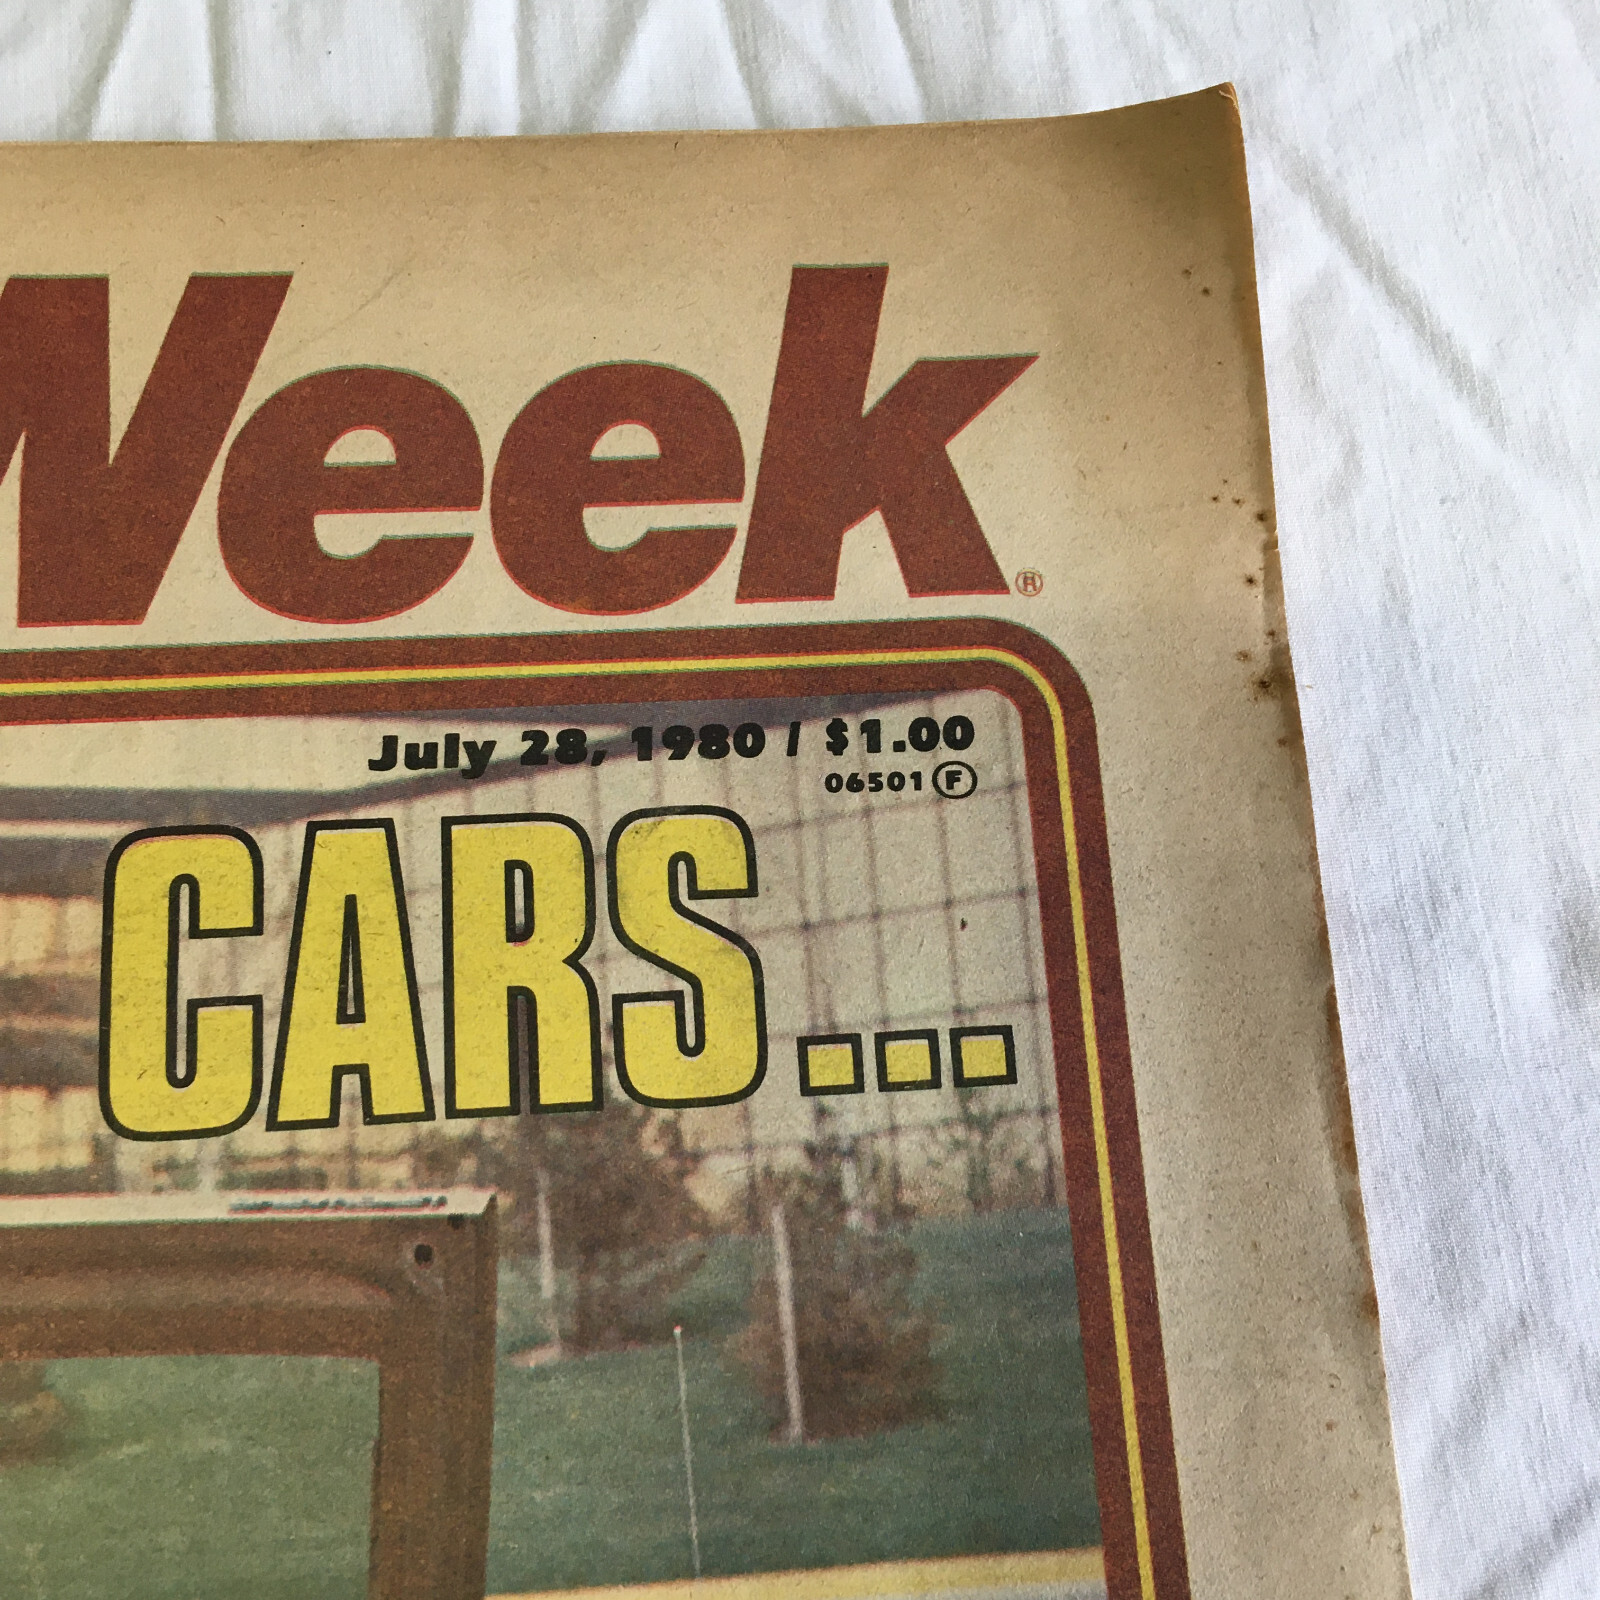 Week®
July 28, 1980 / $1.00
06501 Ⓕ
CARS...